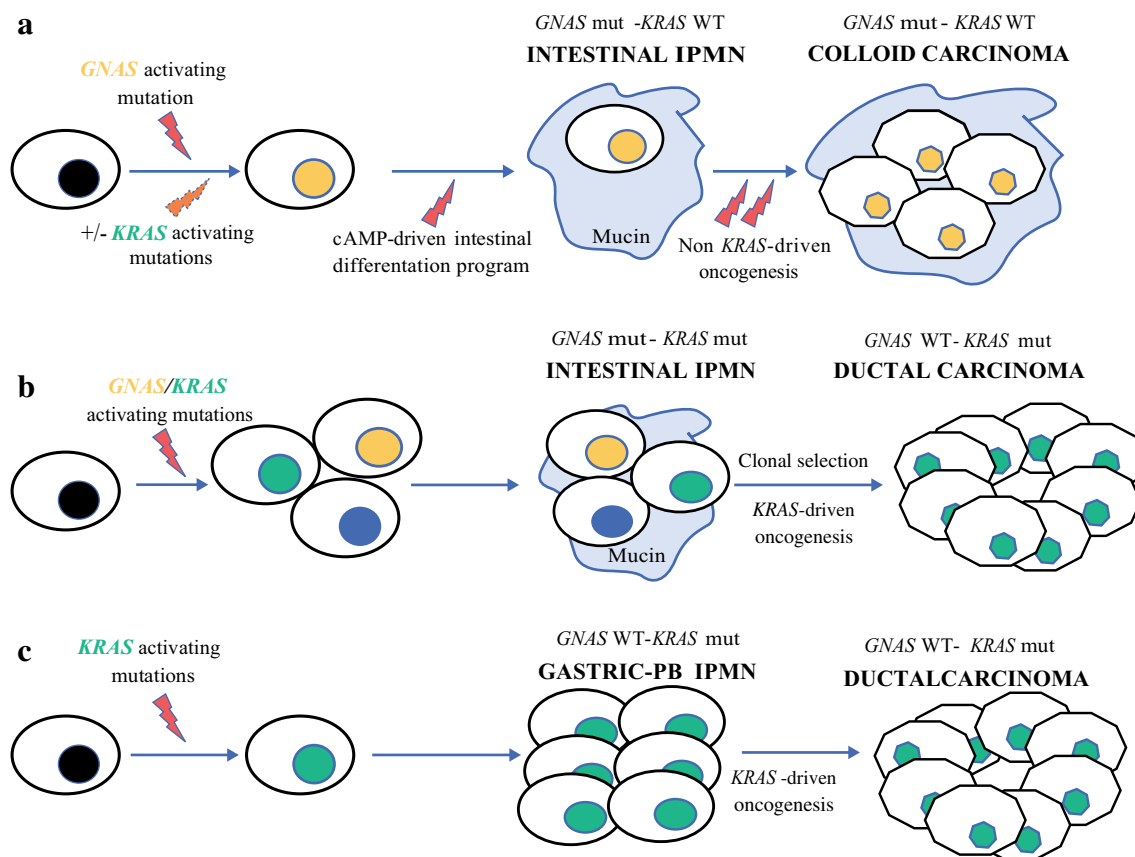 a
GNAS activating
mutation
+/- KRAS activating
mutations
cAMP-driven intestinal
differentation program
GNAS mut -KRAS WT
INTESTINAL IPMN
Mucin
Non KRAS-driven
oncogenesis
GNAS mut- KRAS WT
COLLOID CARCINOMA
b
GNAS/KRAS
activating mutations
GNAS mut- KRAS mut
INTESTINAL IPMN
Mucin
Clonal selection
KRAS-driven
oncogenesis
GNAS WT- KRAS mut
DUCTAL CARCINOMA
c
KRAS activating
mutations
GNAS WT-KRAS mut
GASTRIC-PB IPMN
KRAS -driven
oncogenesis
GNAS WT- KRAS mut
DUCTALCARCINOMA